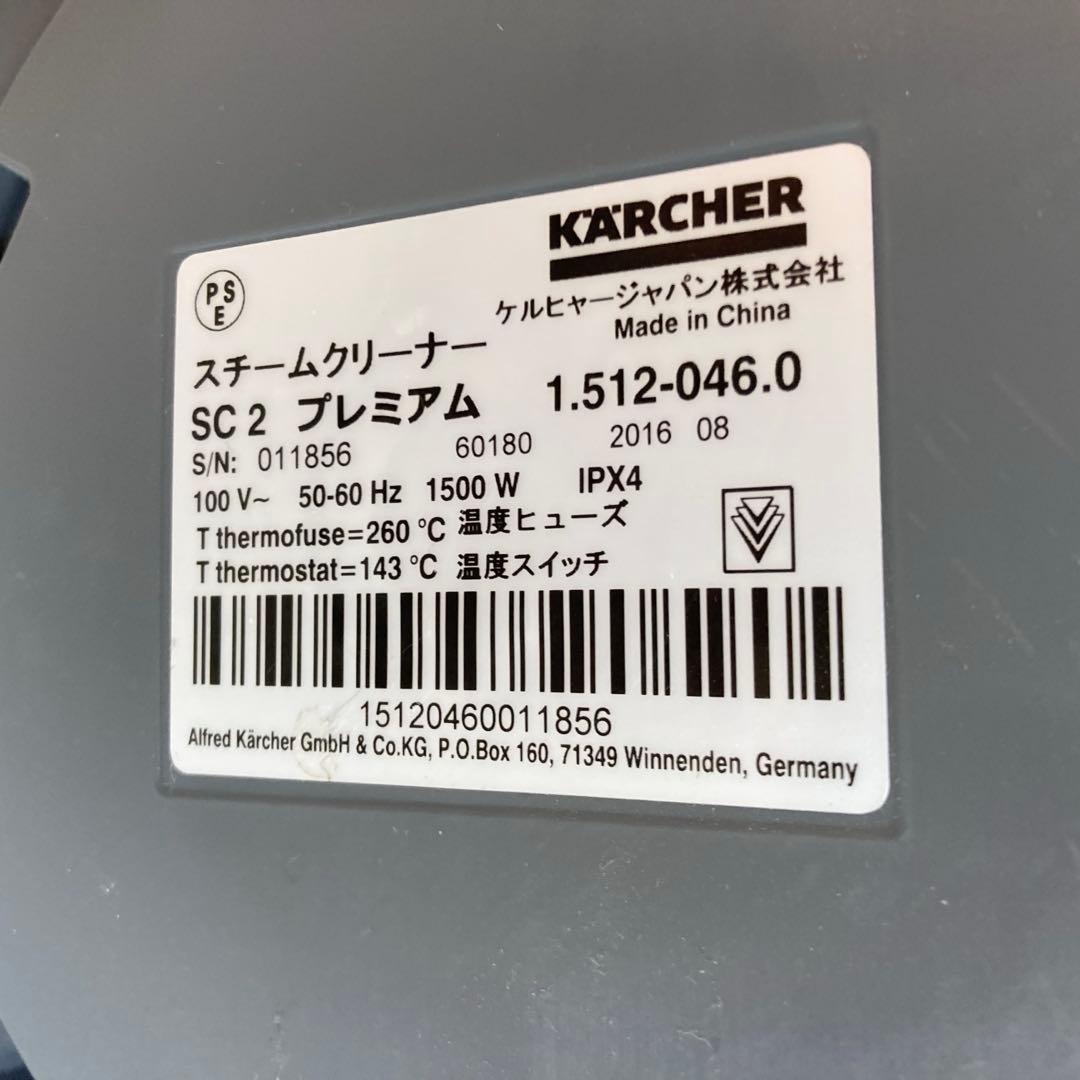 KÄRCHER
ケルヒャージャパン株式会社
Made in China
PS
E
スチームクリーナー
SC 2 プレミアム 1.512-046.0
S/N: 011856 60180 2016 08
100 V~ 50-60 Hz 1500 W IPX4
T thermofuse=260 °C 温度ヒューズ
T thermostat=143 °C 温度スイッチ
15120460011856
Alfred Kärcher GmbH & Co.KG, P.O.Box 160, 71349 Winnenden, Germany